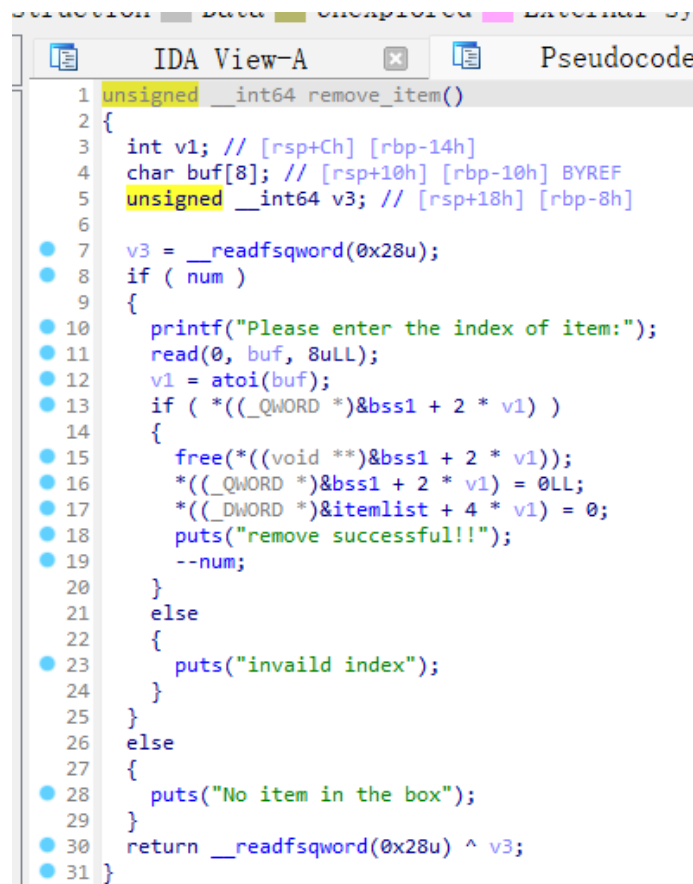 IDA View-A Pseudocode
1 unsigned __int64 remove_item()
2 {
3 int v1; // [rsp+Ch] [rbp-14h]
4 char buf[8]; // [rsp+10h] [rbp-10h] BYREF
5 unsigned __int64 v3; // [rsp+18h] [rbp-8h]
6
7 v3 = __readfsqword(0x28u);
8 if ( num )
9 {
10 printf("Please enter the index of item:");
11 read(0, buf, 8uLL);
12 v1 = atoi(buf);
13 if ( *((_QWORD *)&bss1 + 2 * v1) )
14 {
15 free(*((void **)&bss1 + 2 * v1));
16 *((_QWORD *)&bss1 + 2 * v1) = 0LL;
17 *((_DWORD *)&itemlist + 4 * v1) = 0;
18 puts("remove successful!!");
19 --num;
20 }
21 else
22 {
23 puts("invaild index");
24 }
25 }
26 else
27 {
28 puts("No item in the box");
29 }
30 return __readfsqword(0x28u) ^ v3;
31 }